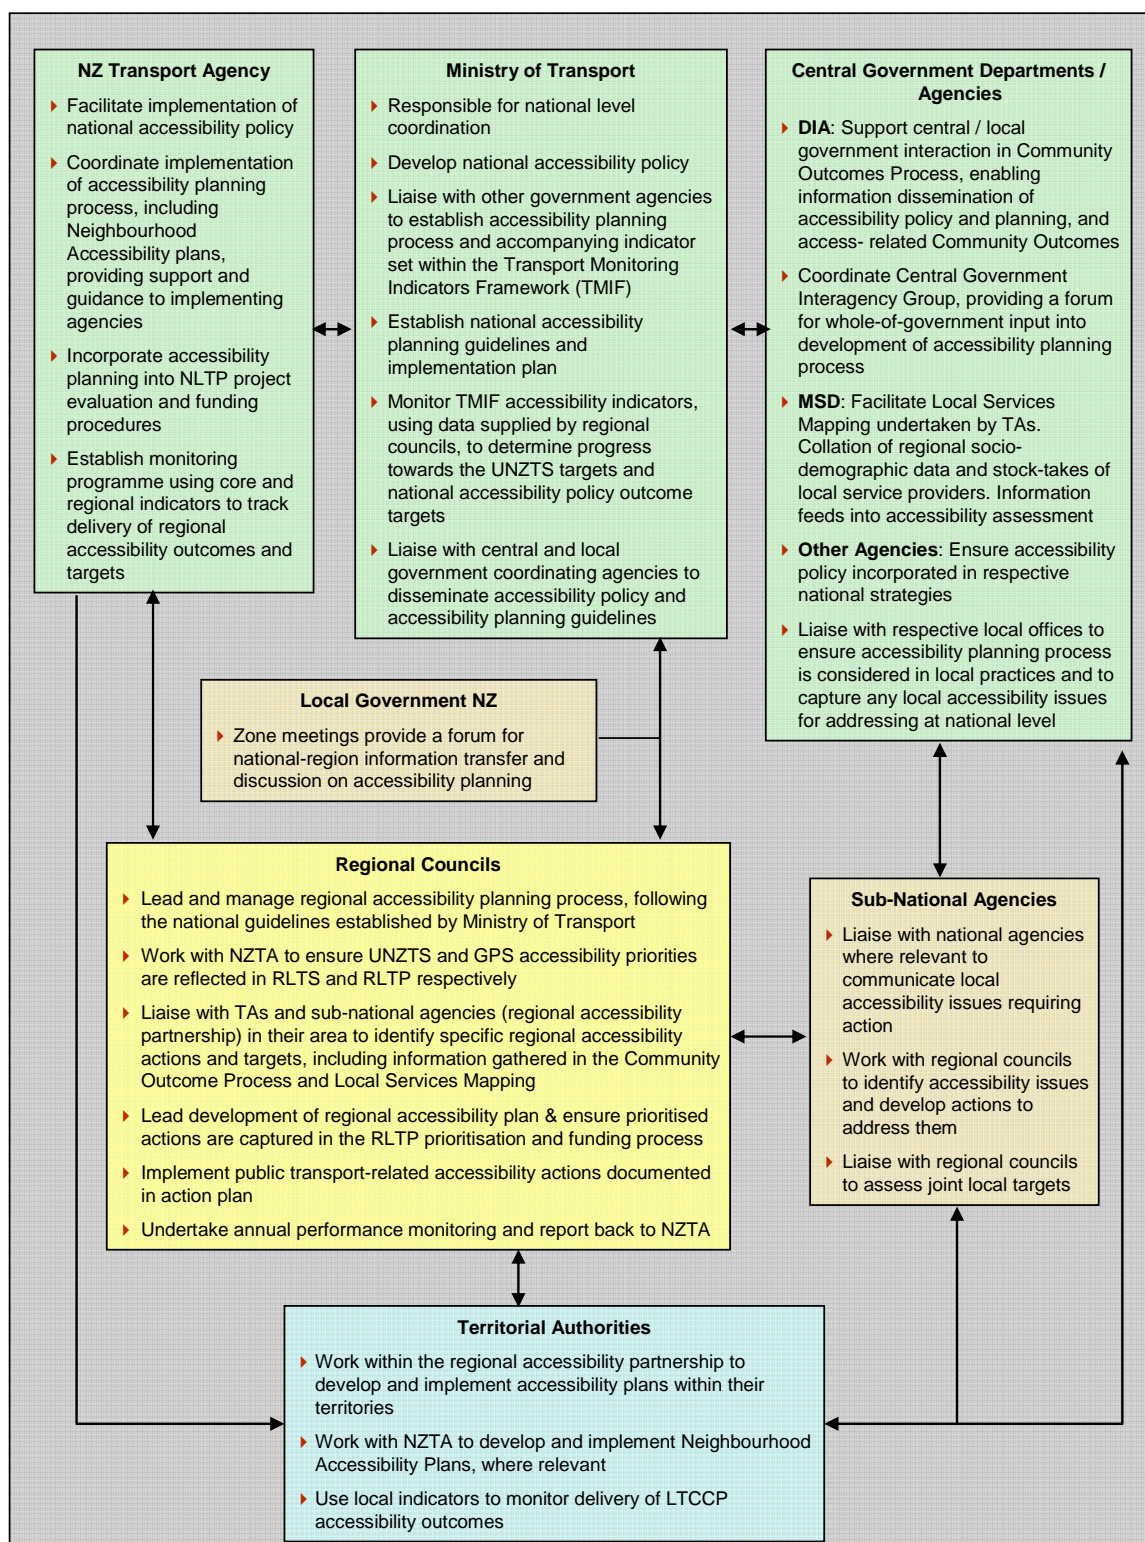 NZ Transport Agency
Facilitate implementation of
national accessibility policy
Coordinate implementation
of accessibility planning
process, including
Neighbourhood
Accessibility plans,
providing support and
guidance to implementing
agencies
Incorporate accessibility
planning into NLTP project
evaluation and funding
procedures
Establish monitoring
programme using core and
regional indicators to track
delivery of regional
accessibility outcomes and
targets
Ministry of Transport
Responsible for national level
coordination
Develop national accessibility policy
Liaise with other government agencies
to establish accessibility planning
process and accompanying indicator
set within the Transport Monitoring
Indicators Framework (TMIF)
Establish national accessibility
planning guidelines and
implementation plan
Monitor TMIF accessibility indicators,
using data supplied by regional
councils, to determine progress
towards the UNZTS targets and
national accessibility policy outcome
targets
Liaise with central and local
government coordinating agencies to
disseminate accessibility policy and
accessibility planning guidelines
Central Government Departments /
Agencies
DIA: Support central / local
government interaction in Community
Outcomes Process, enabling
information dissemination of
accessibility policy and planning, and
access- related Community Outcomes
Coordinate Central Government
Interagency Group, providing a forum
for whole-of-government input into
development of accessibility planning
process
MSD: Facilitate Local Services
Mapping undertaken by TAs.
Collation of regional socio-
demographic data and stock-takes of
local service providers. Information
feeds into accessibility assessment
Other Agencies: Ensure accessibility
policy incorporated in respective
national strategies
Liaise with respective local offices to
ensure accessibility planning process
is considered in local practices and to
capture any local accessibility issues
for addressing at national level
Local Government NZ
Zone meetings provide a forum for
national-region information transfer and
discussion on accessibility planning
Regional Councils
Lead and manage regional accessibility planning process, following
the national guidelines established by Ministry of Transport
Work with NZTA to ensure UNZTS and GPS accessibility priorities
are reflected in RLTS and RLTP respectively
Liaise with TAs and sub-national agencies (regional accessibility
partnership) in their area to identify specific regional accessibility
actions and targets, including information gathered in the Community
Outcome Process and Local Services Mapping
Lead development of regional accessibility plan & ensure prioritised
actions are captured in the RLTP prioritisation and funding process
Implement public transport-related accessibility actions documented
in action plan
Undertake annual performance monitoring and report back to NZTA
Sub-National Agencies
Liaise with national agencies
where relevant to
communicate local
accessibility issues requiring
action
Work with regional councils
to identify accessibility issues
and develop actions to
address them
Liaise with regional councils
to assess joint local targets
Territorial Authorities
Work within the regional accessibility partnership to
develop and implement accessibility plans within their
territories
Work with NZTA to develop and implement Neighbourhood
Accessibility Plans, where relevant
Use local indicators to monitor delivery of LTCCP
accessibility outcomes